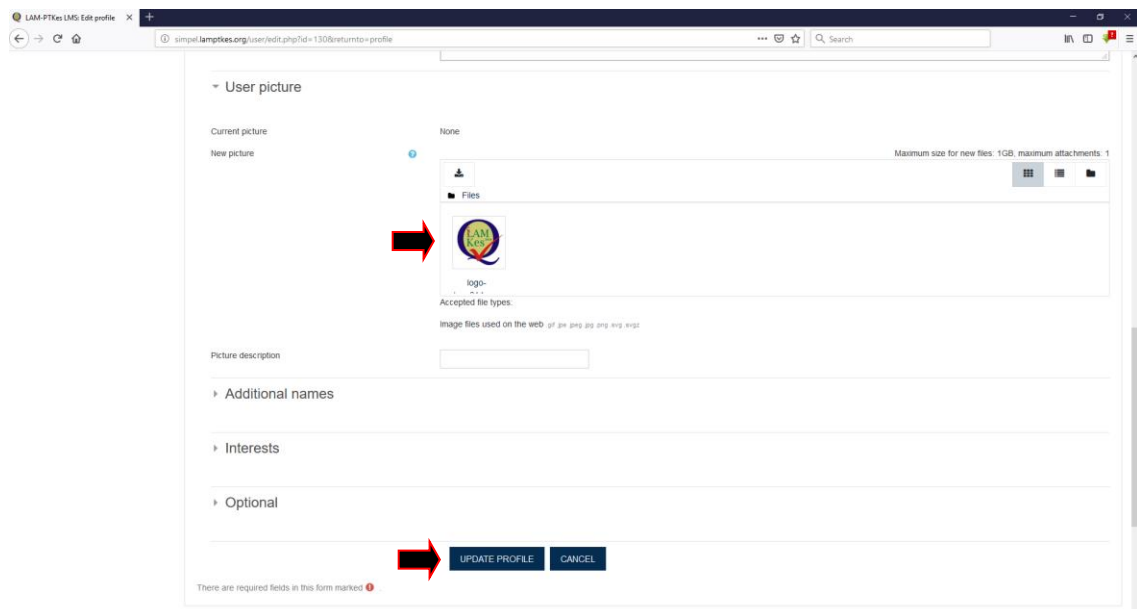 LAM-PTKes LMS: Edit profile
simpel.lamptkes.org/user/edit.php?id=130&returnto=profile
Search
User picture
Current picture
None
New picture
Maximum size for new files: 1GB, maximum attachments: 1
Files
LAM
Kes
logo-
Accepted file types:
Image files used on the web .gif .jpe .jpeg .jpg .png .svg .svgz
Picture description
Additional names
Interests
Optional
UPDATE PROFILE
CANCEL
There are required fields in this form marked